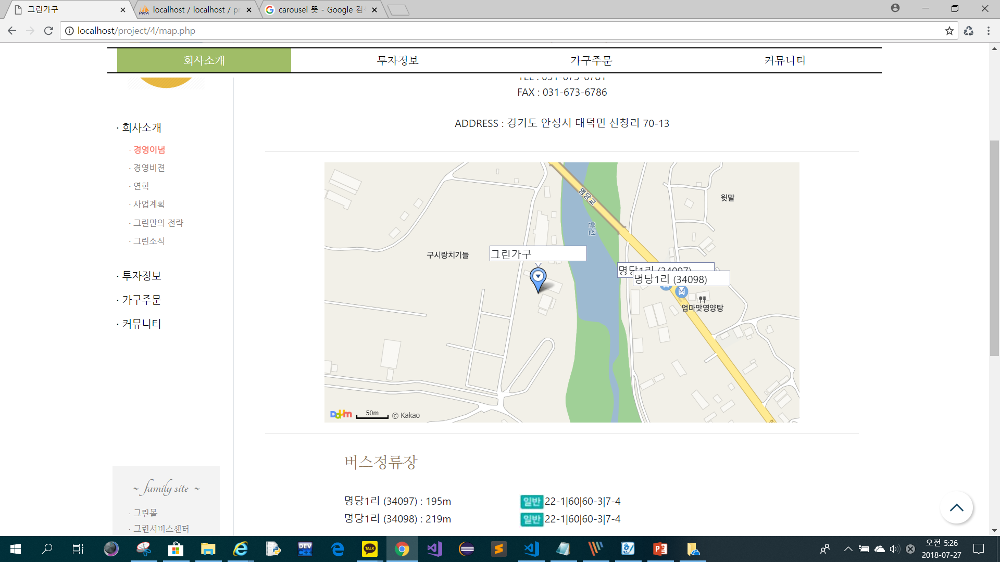 그린가구
localhost / localhost / pr
carousel 뜻 - Google 검
localhost/project/4/map.php
회사소개
투자정보
가구주문
커뮤니티
FAX : 031-673-6786
ADDRESS : 경기도 안성시 대덕면 신창리 70-13
· 회사소개
· 경영이념
· 경영비젼
· 연혁
· 사업계획
· 그린만의 전략
· 그린소식
· 투자정보
· 가구주문
· 커뮤니티
~ family site ~
· 그린몰
· 그린서비스센터
명당교
윗말
한천
구시랑치기들
그린가구
명당1리 (34097)
명당1리 (34098)
엄마맛영양탕
Daum
50m
© Kakao
버스정류장
명당1리 (34097) : 195m
일반 22-1|60|60-3|7-4
명당1리 (34098) : 219m
일반 22-1|60|60-3|7-4
DEV
TALK
오전 5:26
2018-07-27